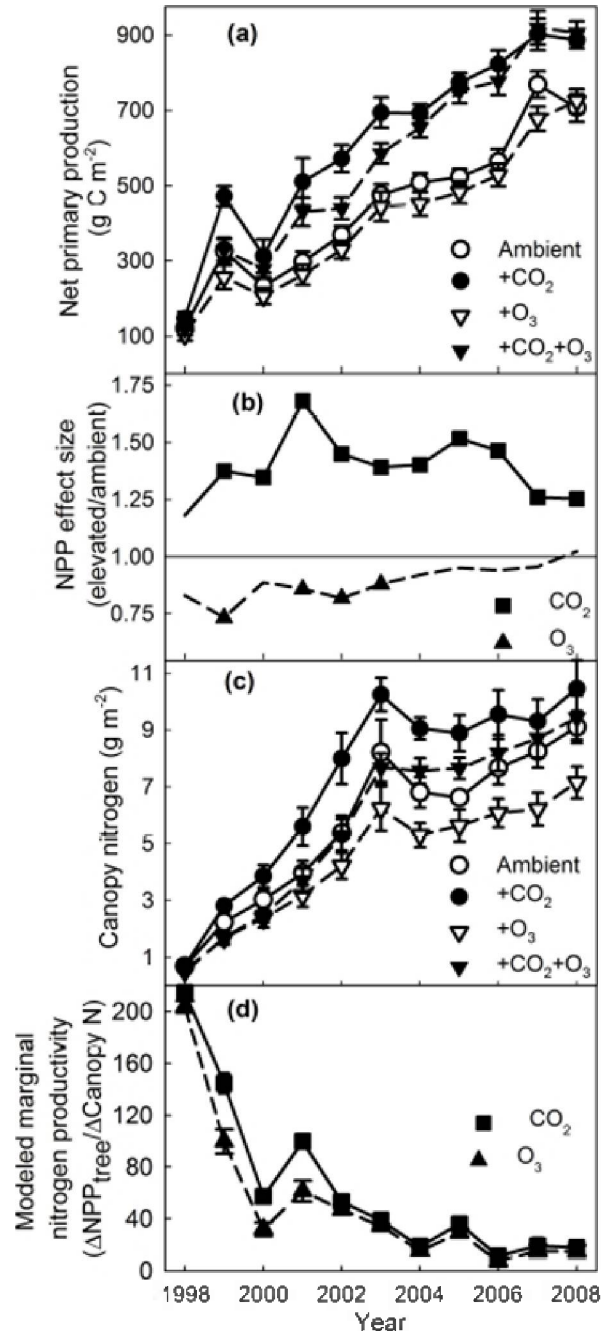 (a)
Net primary production
(g C m⁻²)
900
700
500
300
100
Ambient
+CO₂
+O₃
+CO₂+O₃
(b)
NPP effect size
(elevated/ambient)
1.75
1.50
1.25
1.00
0.75
CO₂
O₃
(c)
Canopy nitrogen (g m⁻²)
11
9
7
5
3
1
Ambient
+CO₂
+O₃
+CO₂+O₃
(d)
Modeled marginal
nitrogen productivity
(ΔNPPtree/ΔCanopy N)
200
160
120
80
40
0
CO₂
O₃
1998 2000 2002 2004 2006 2008
Year